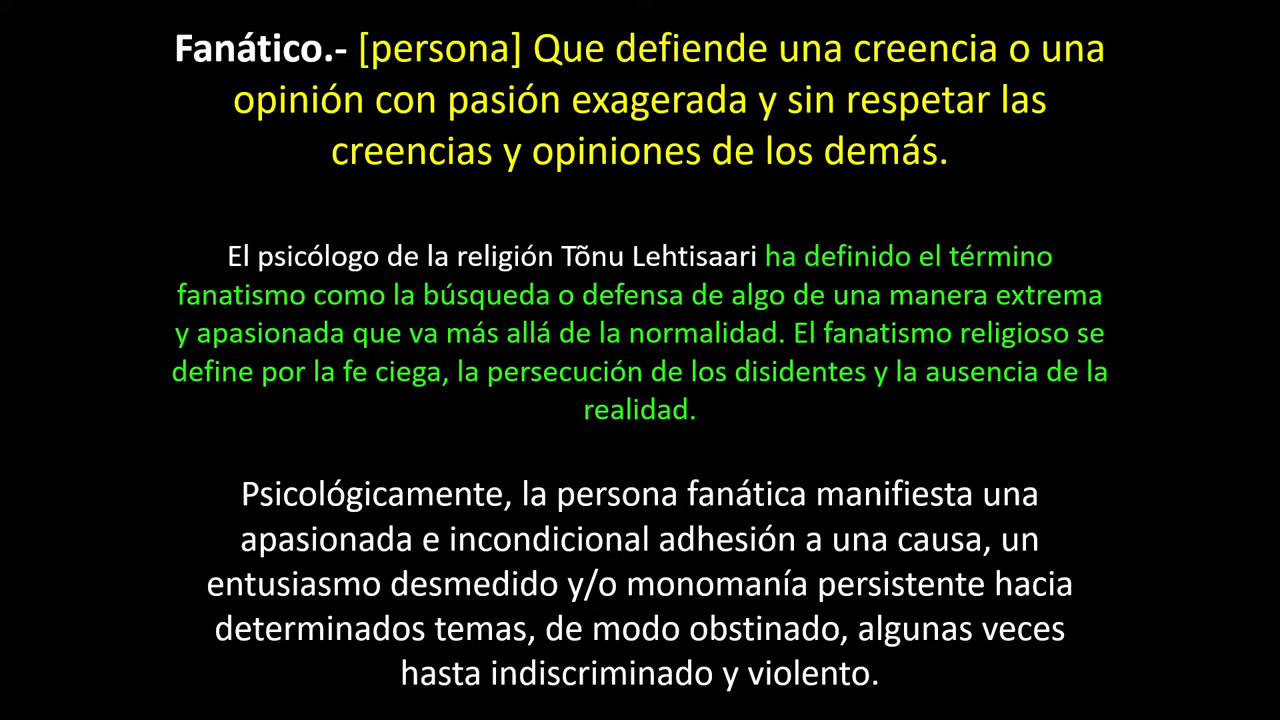 Fanático.- [persona] Que defiende una creencia o una
opinión con pasión exagerada y sin respetar las
creencias y opiniones de los demás.
El psicólogo de la religión Tõnu Lehtisaari ha definido el término
fanatismo como la búsqueda o defensa de algo de una manera extrema
y apasionada que va más allá de la normalidad. El fanatismo religioso se
define por la fe ciega, la persecución de los disidentes y la ausencia de la
realidad.
Psicológicamente, la persona fanática manifiesta una
apasionada e incondicional adhesión a una causa, un
entusiasmo desmedido y/o monomanía persistente hacia
determinados temas, de modo obstinado, algunas veces
hasta indiscriminado y violento.